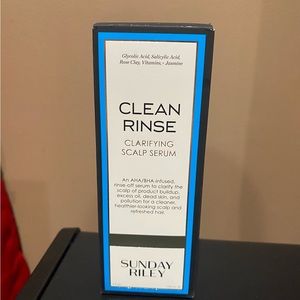 Glycolic Acid, Salicylic Acid,
Rose Clay, Vitamins, + Jasmine
CLEAN
RINSE
CLARIFYING
SCALP SERUM
An AHA/BHA infused,
rinse off serum to clarify the
scalp of product buildup,
excess oil, dead skin, and
pollution for a cleaner,
healthier-looking scalp and
refreshed hair.
SUNDAY
RILEY